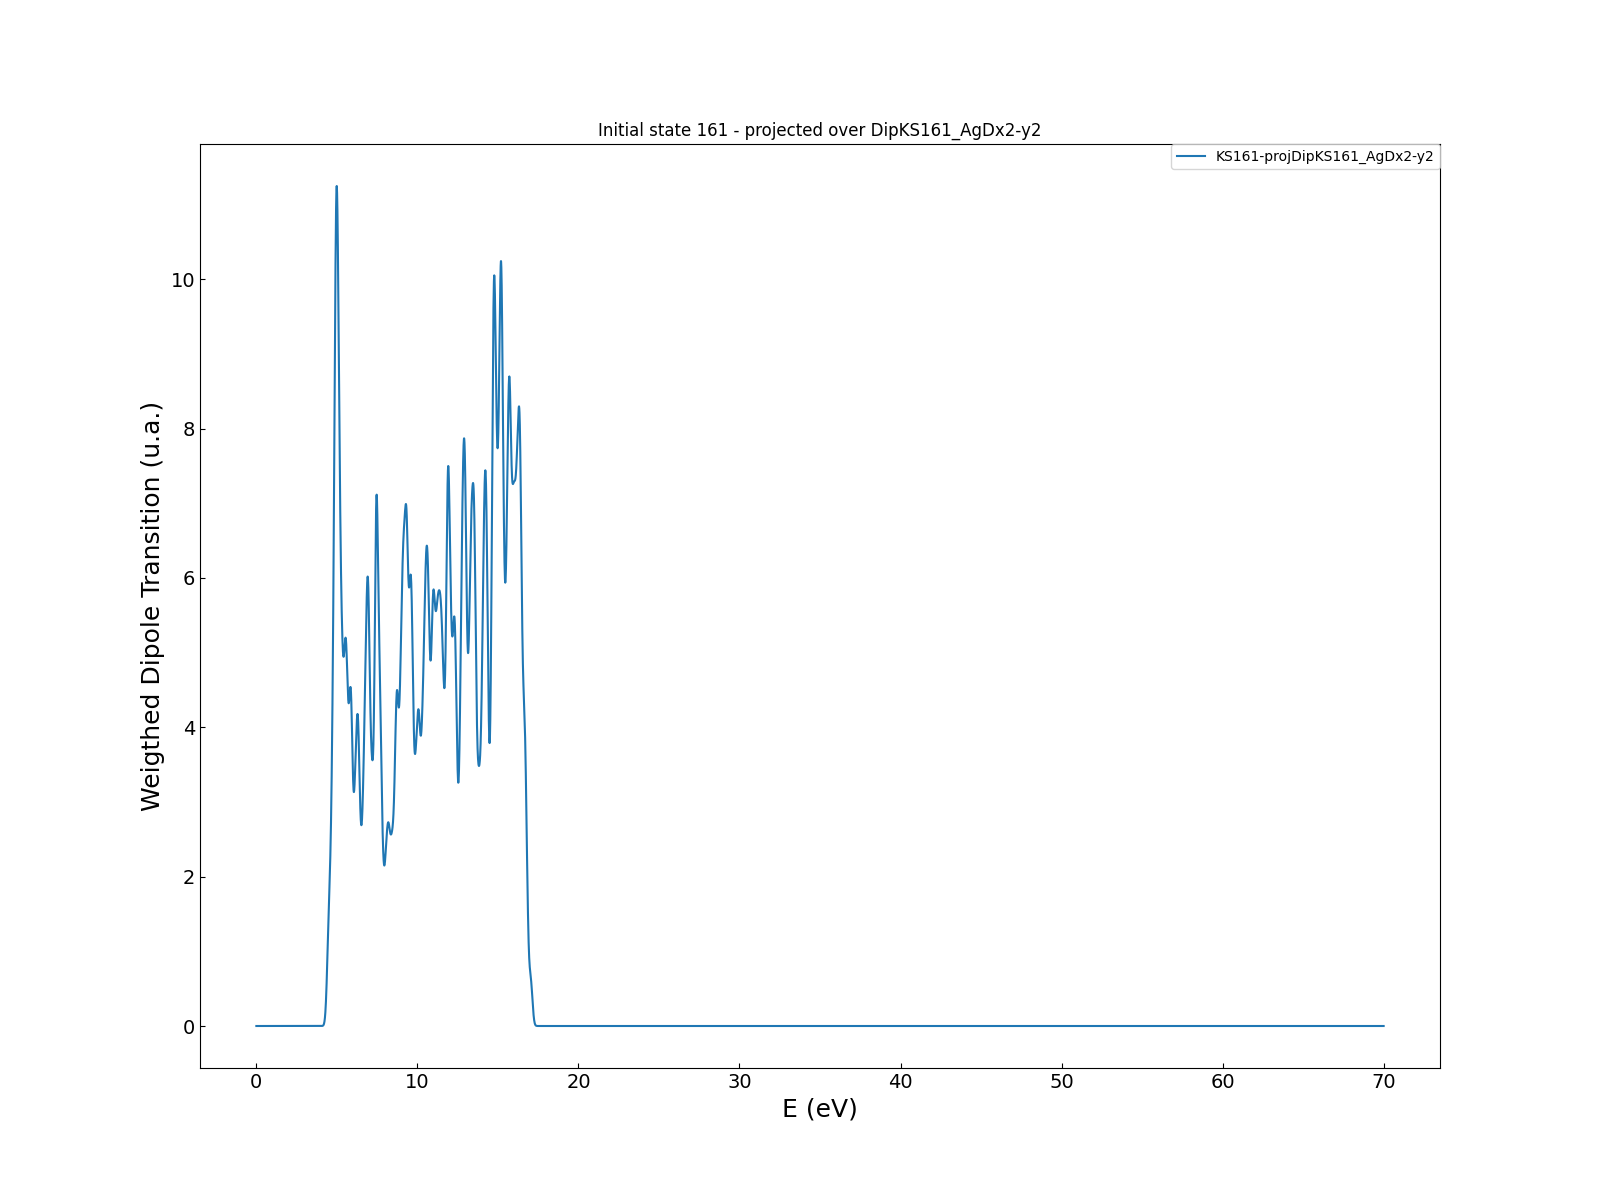 Initial state 161 - projected over DipKS161_AgDx2-y2
KS161-projDipKS161_AgDx2-y2
Weigthed Dipole Transition (u.a.)
10
8
6
4
2
0
0 10 20 30 40 50 60 70
E (eV)